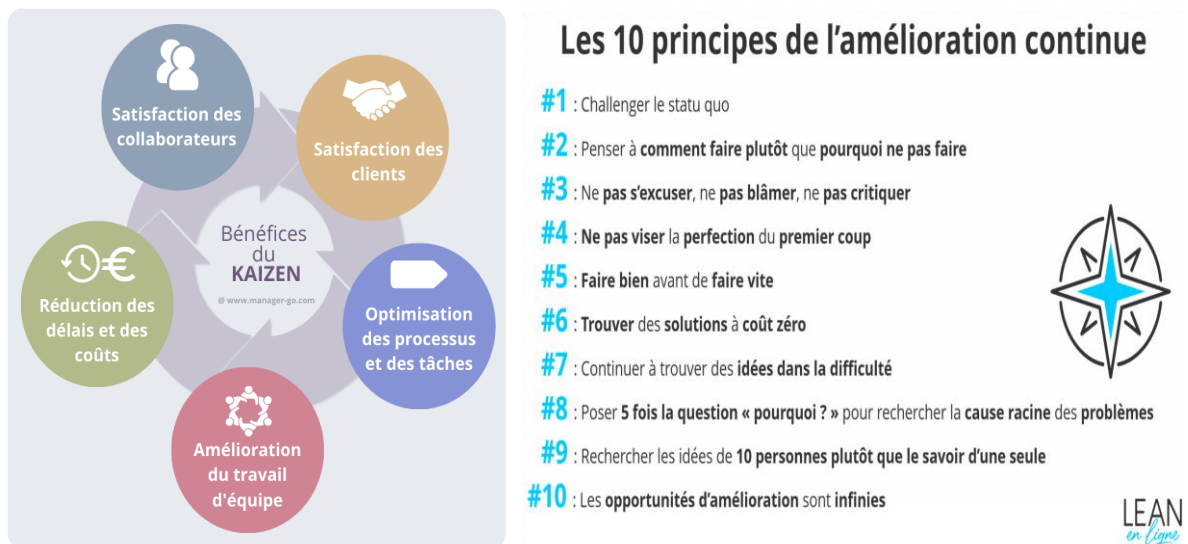 Satisfaction des
collaborateurs
Satisfaction des
clients
Bénéfices
du
KAIZEN
@ www.manager-go.com
Réduction des
délais et des
coûts
Optimisation
des processus
et des tâches
Amélioration
du travail
d'équipe
Les 10 principes de l'amélioration continue
#1 : Challenger le statu quo
#2 : Penser à comment faire plutôt que pourquoi ne pas faire
#3 : Ne pas s'excuser, ne pas blâmer, ne pas critiquer
#4 : Ne pas viser la perfection du premier coup
#5 : Faire bien avant de faire vite
#6 : Trouver des solutions à coût zéro
#7 : Continuer à trouver des idées dans la difficulté
#8 : Poser 5 fois la question « pourquoi ? » pour rechercher la cause racine des problèmes
#9 : Rechercher les idées de 10 personnes plutôt que le savoir d'une seule
#10 : Les opportunités d'amélioration sont infinies
LEAN
en ligne